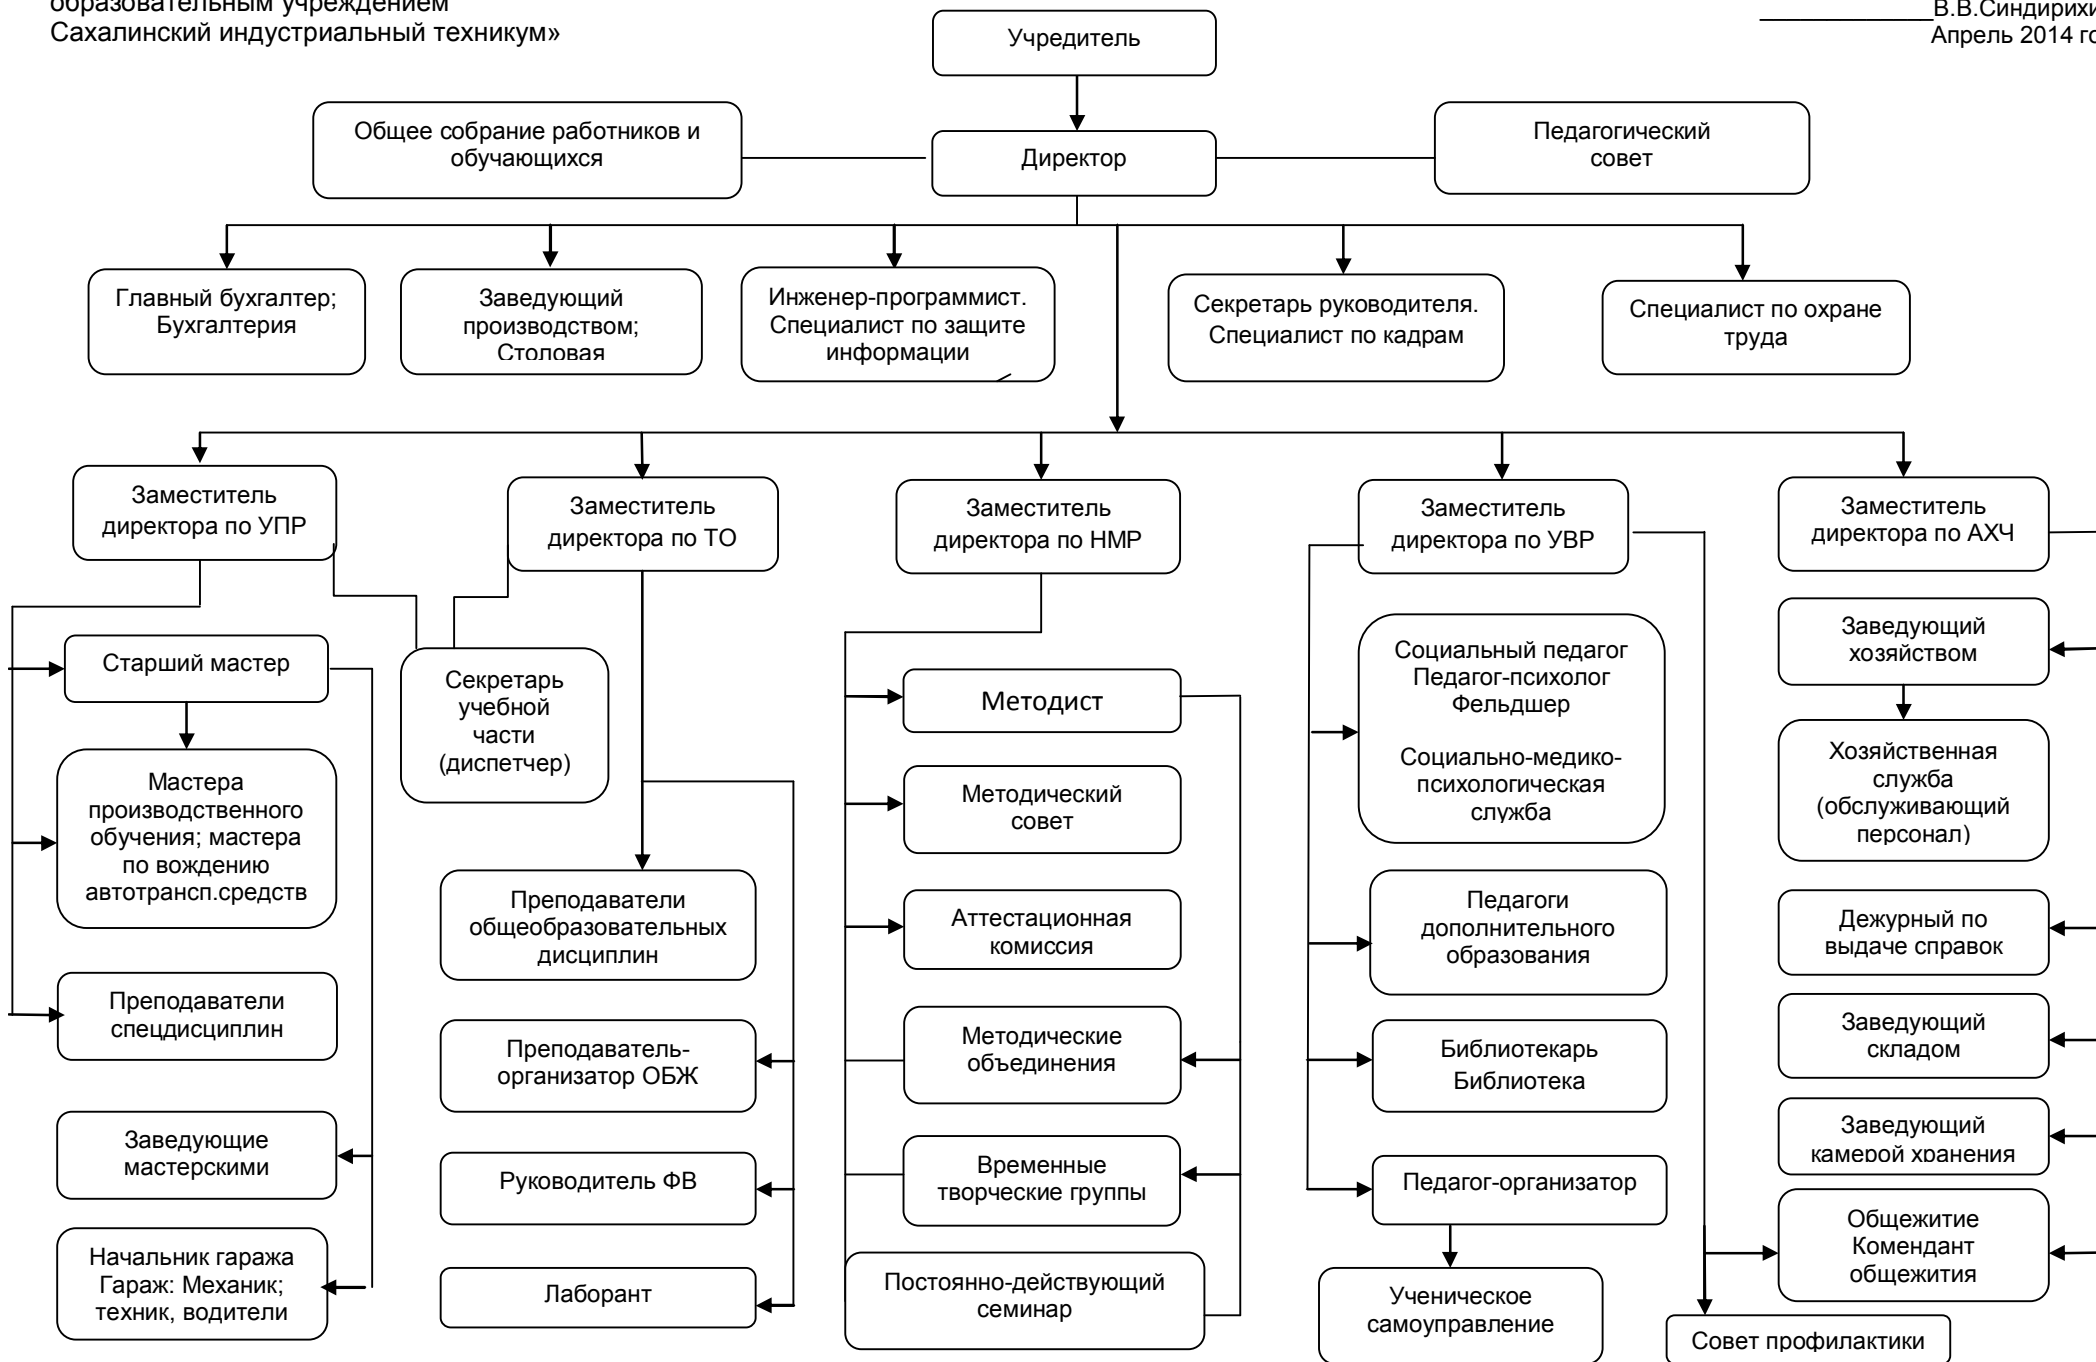 образовательным учреждением
Сахалинский индустриальный техникум»
В.В.Синдирихи
Апрель 2014 го
Учредитель
Общее собрание работников и
обучающихся
Директор
Педагогический
совет
Главный бухгалтер;
Бухгалтерия
Заведующий
производством;
Столовая
Инженер-программист.
Специалист по защите
информации
Секретарь руководителя.
Специалист по кадрам
Специалист по охране
труда
Заместитель
директора по УПР
Заместитель
директора по ТО
Заместитель
директора по НМР
Заместитель
директора по УВР
Заместитель
директора по АХЧ
Старший мастер
Мастера
производственного
обучения; мастера
по вождению
автотрансп.средств
Преподаватели
спецдисциплин
Заведующие
мастерскими
Начальник гаража
Гараж: Механик;
техник, водители
Секретарь
учебной
части
(диспетчер)
Преподаватели
общеобразовательных
дисциплин
Преподаватель-
организатор ОБЖ
Руководитель ФВ
Лаборант
Методист
Методический
совет
Аттестационная
комиссия
Методические
объединения
Временные
творческие группы
Постоянно-действующий
семинар
Социальный педагог
Педагог-психолог
Фельдшер
Социально-медико-
психологическая
служба
Педагоги
дополнительного
образования
Библиотекарь
Библиотека
Педагог-организатор
Ученическое
самоуправление
Заведующий
хозяйством
Хозяйственная
служба
(обслуживающий
персонал)
Дежурный по
выдаче справок
Заведующий
складом
Заведующий
камерой хранения
Общежитие
Комендант
общежития
Совет профилактики